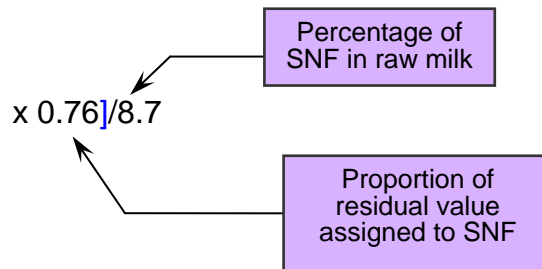 Percentage of
SNF in raw milk
x 0.76]/8.7
Proportion of
residual value
assigned to SNF